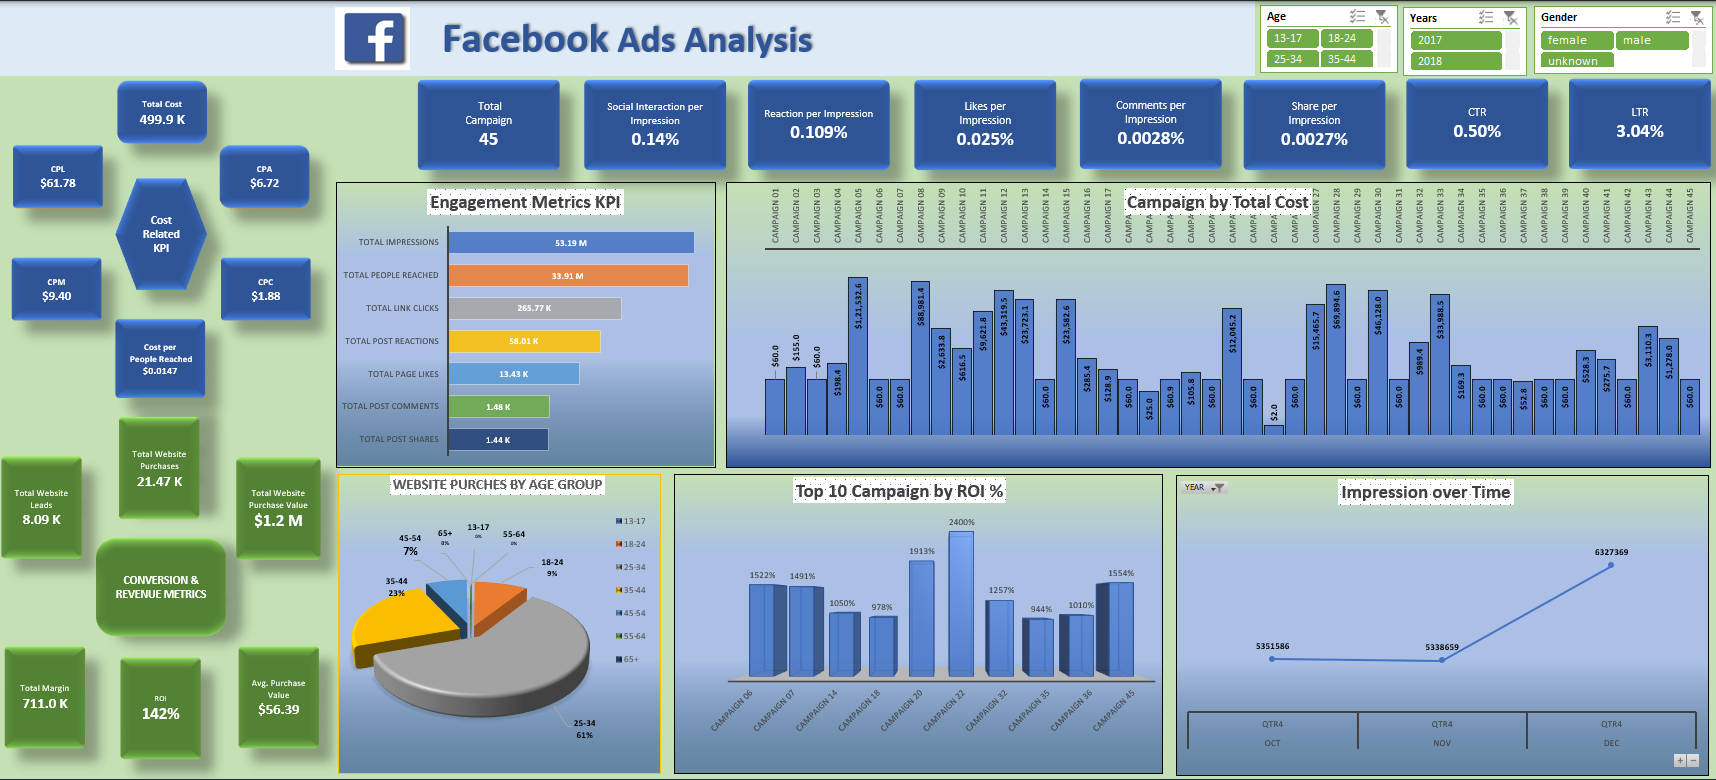 f
Facebook Ads Analysis
Age
13-17
18-24
25-34
35-44
Years
2017
2018
Gender
female
male
unknown
Total Cost
499.9 K
CPL
$61.78
CPA
$6.72
Cost
Related
KPI
CPM
$9.40
CPC
$1.88
Cost per
People Reached
$0.0147
Total
Campaign
45
Social Interaction per
Impression
0.14%
Reaction per Impression
0.109%
Likes per
Impression
0.025%
Comments per
Impression
0.0028%
Share per
Impression
0.0027%
CTR
0.50%
LTR
3.04%
Engagement Metrics KPI
TOTAL IMPRESSIONS
53.19 M
TOTAL PEOPLE REACHED
33.91 M
TOTAL LINK CLICKS
265.77 K
TOTAL POST REACTIONS
58.01 K
TOTAL PAGE LIKES
13.43 K
TOTAL POST COMMENTS
1.48 K
TOTAL POST SHARES
1.44 K
Campaign by Total Cost
CAMPAIGN 01
CAMPAIGN 02
CAMPAIGN 03
CAMPAIGN 04
CAMPAIGN 05
CAMPAIGN 06
CAMPAIGN 07
CAMPAIGN 08
CAMPAIGN 09
CAMPAIGN 10
CAMPAIGN 11
CAMPAIGN 12
CAMPAIGN 13
CAMPAIGN 14
CAMPAIGN 15
CAMPAIGN 16
CAMPAIGN 17
CAMPAIGN 28
CAMPAIGN 29
CAMPAIGN 30
CAMPAIGN 31
CAMPAIGN 32
CAMPAIGN 33
CAMPAIGN 34
CAMPAIGN 35
CAMPAIGN 36
CAMPAIGN 37
CAMPAIGN 38
CAMPAIGN 39
CAMPAIGN 40
CAMPAIGN 41
CAMPAIGN 42
CAMPAIGN 43
CAMPAIGN 44
CAMPAIGN 45
$60.0
$155.0
$60.0
$198.4
$1,21,532.6
$60.0
$60.0
$88,981.4
$2,633.8
$616.5
$9,621.8
$43,319.5
$23,723.1
$60.0
$23,582.6
$285.4
$128.9
$60.0
$25.0
$60.9
$105.8
$60.0
$12,045.2
$60.0
$2.0
$60.0
$15,465.7
$69,894.6
$60.0
$46,128.0
$60.0
$989.4
$33,988.5
$169.3
$60.0
$60.0
$52.8
$60.0
$60.0
$528.3
$275.7
$60.0
$3,110.3
$1,278.0
$60.0
Total Website
Purchases
21.47 K
Total Website
Leads
8.09 K
Total Website
Purchase Value
$1.2 M
CONVERSION &
REVENUE METRICS
Total Margin
711.0 K
ROI
142%
Avg. Purchase
Value
$56.39
WEBSITE PURCHES BY AGE GROUP
13-17
0%
55-64
0%
65+
0%
45-54
7%
18-24
9%
35-44
23%
25-34
61%
13-17
18-24
25-34
35-44
45-54
55-64
65+
Top 10 Campaign by ROI %
1522%
1491%
1050%
978%
1913%
2400%
1257%
944%
1010%
1554%
CAMPAIGN 06
CAMPAIGN 07
CAMPAIGN 14
CAMPAIGN 18
CAMPAIGN 20
CAMPAIGN 22
CAMPAIGN 32
CAMPAIGN 35
CAMPAIGN 36
CAMPAIGN 45
YEAR
Impression over Time
5351586
5338659
6327369
QTR4
QTR4
QTR4
OCT
NOV
DEC
+ −